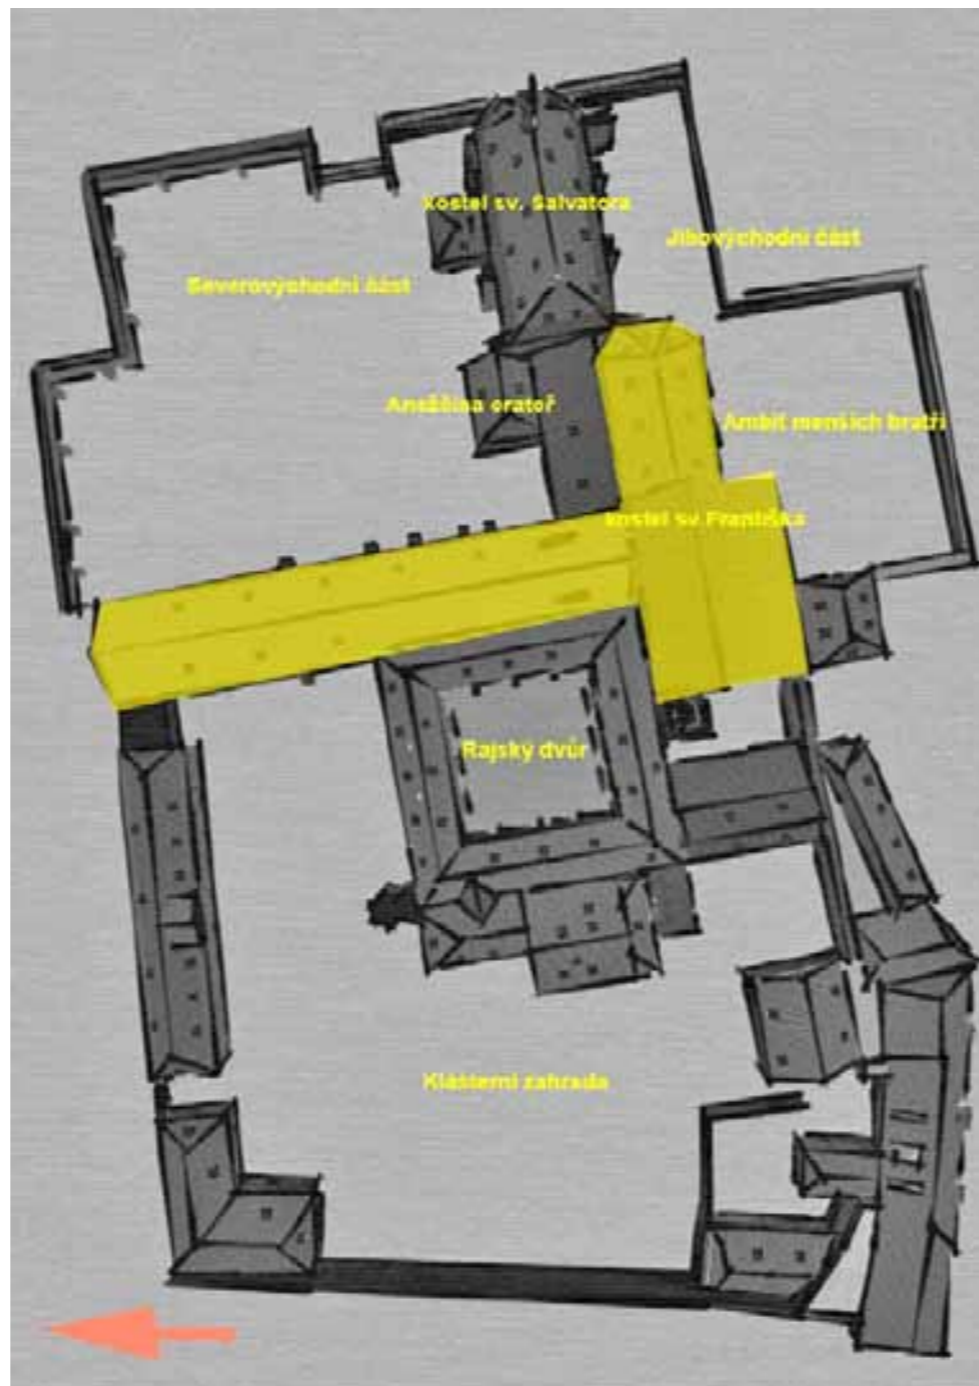 kostel sv. Salvatora
Jihovýchodní část
Severovýchodní část
Anežčina oratoř
Ambit menších bratří
kostel sv. Františka
Rajský dvůr
Klášterní zahrada